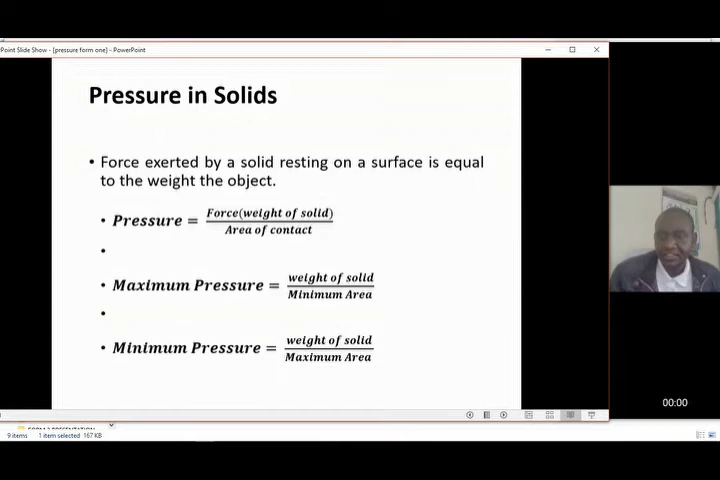 Point Slide Show - [pressure form one] - PowerPoint
Pressure in Solids
• Force exerted by a solid resting on a surface is equal
to the weight the object.
• Pressure = Force(weight of solid) / Area of contact
•
• Maximum Pressure = weight of solid / Minimum Area
•
• Minimum Pressure = weight of solid / Maximum Area
00:00
9 items 1 item selected 167 KB